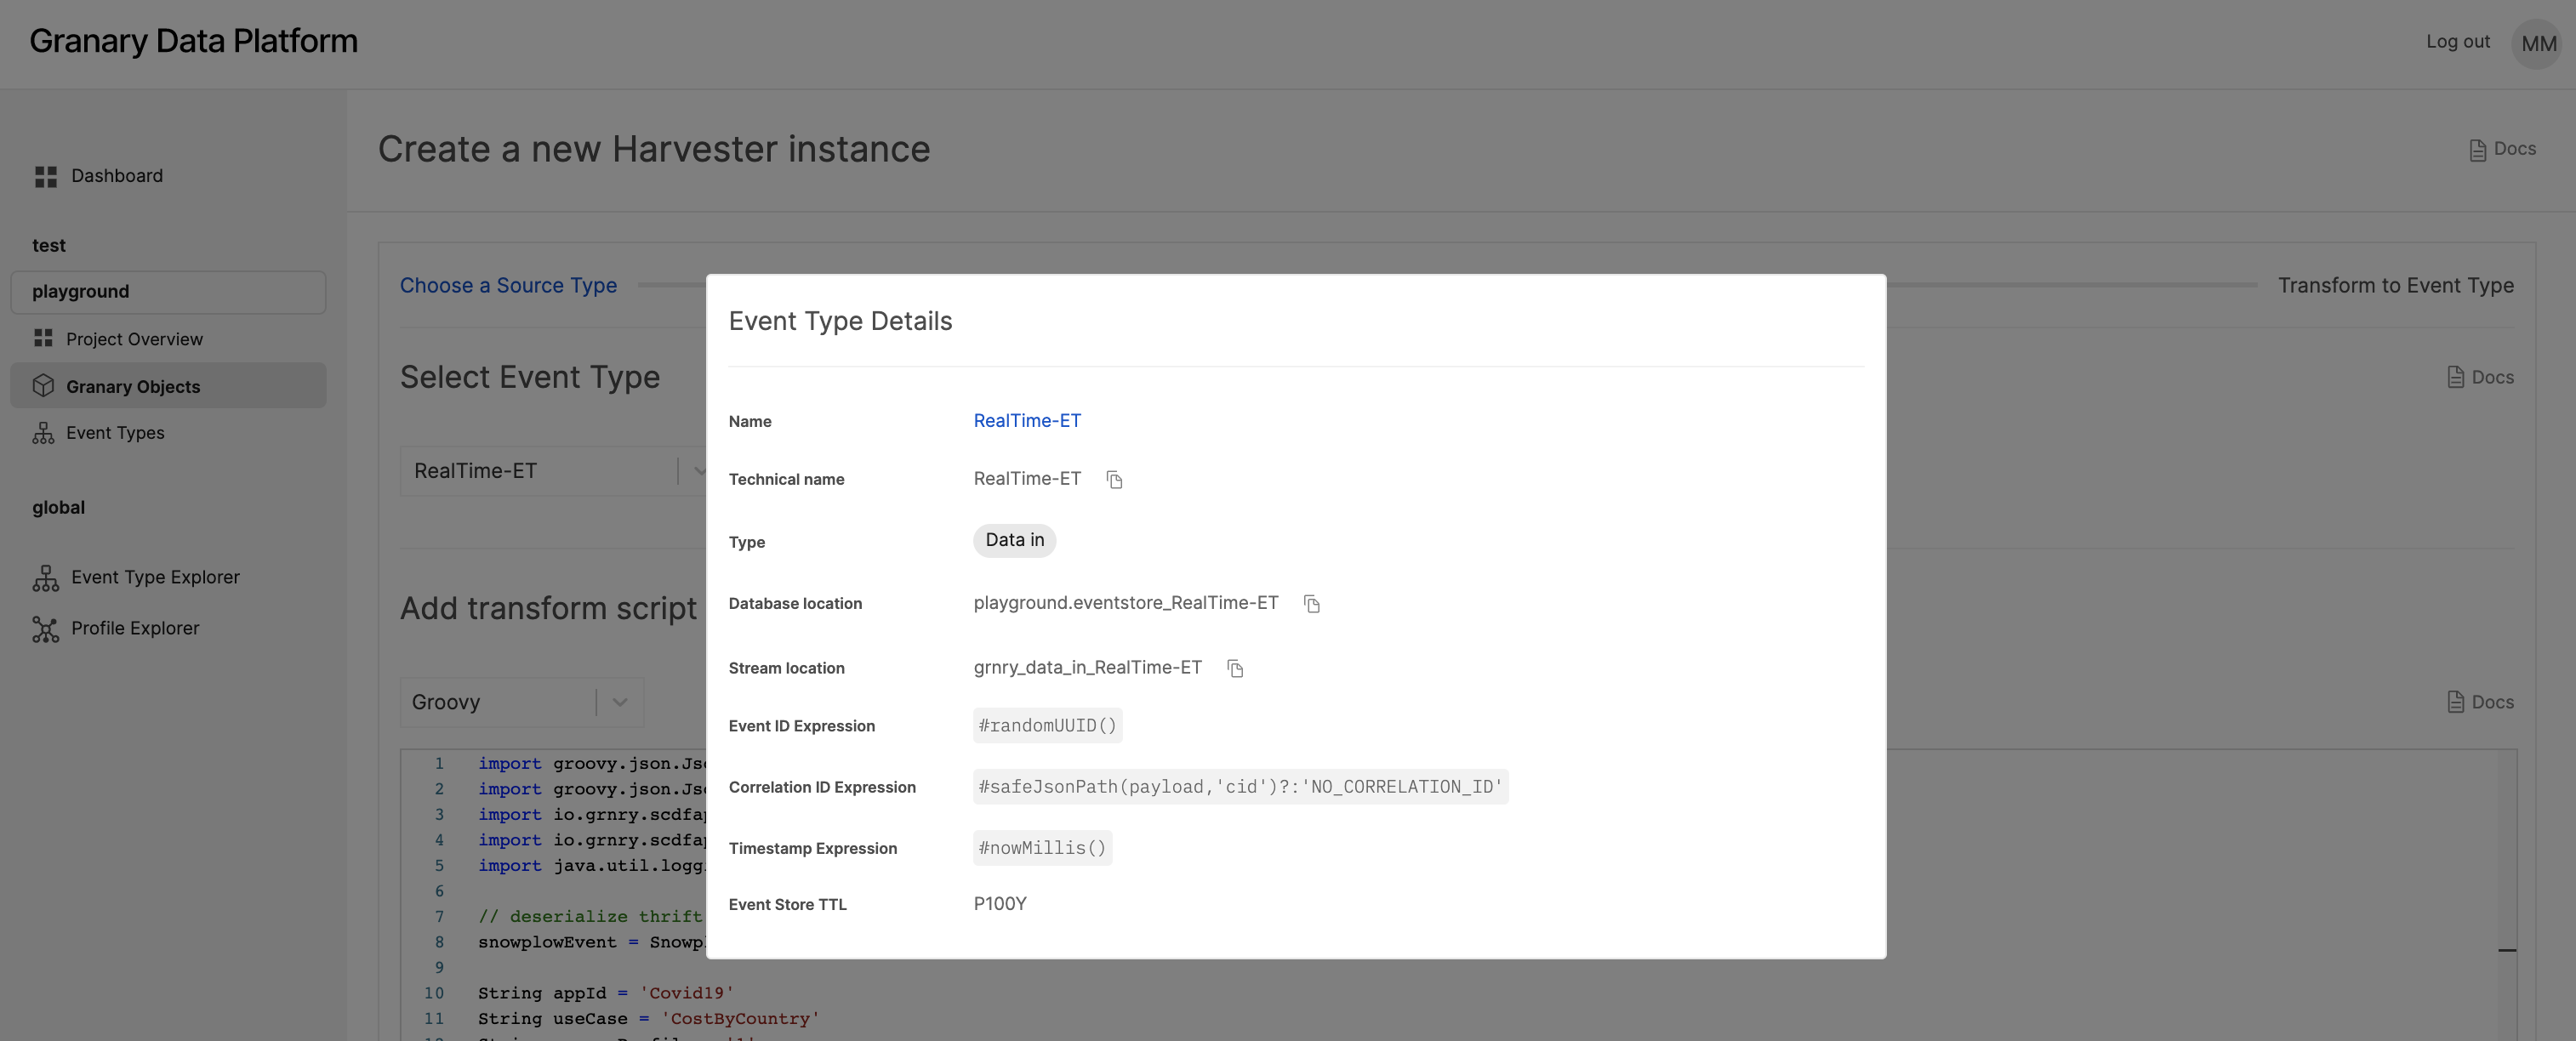 Granary Data Platform
Log out
MM
Dashboard
test
playground
Project Overview
Granary Objects
Event Types
global
Event Type Explorer
Profile Explorer
Create a new Harvester instance
Docs
Choose a Source Type
Transform to Event Type
Select Event Type
Docs
RealTime-ET
Add transform script
Groovy
Docs
1 import groovy.json.Js
2 import groovy.json.Js
3 import io.grnry.scdfa
4 import io.grnry.scdfa
5 import java.util.logg
6
7 // deserialize thrift
8 snowplowEvent = Snowp
9
10 String appId = 'Covid19'
11 String useCase = 'CostByCountry'
Event Type Details
Name RealTime-ET
Technical name RealTime-ET
Type Data in
Database location playground.eventstore_RealTime-ET
Stream location grnry_data_in_RealTime-ET
Event ID Expression #randomUUID()
Correlation ID Expression #safeJsonPath(payload,'cid')?:'NO_CORRELATION_ID'
Timestamp Expression #nowMillis()
Event Store TTL P100Y